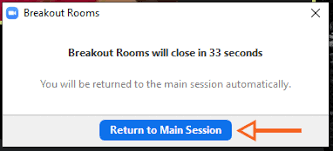 Breakout Rooms
Breakout Rooms will close in 33 seconds
You will be returned to the main session automatically.
Return to Main Session